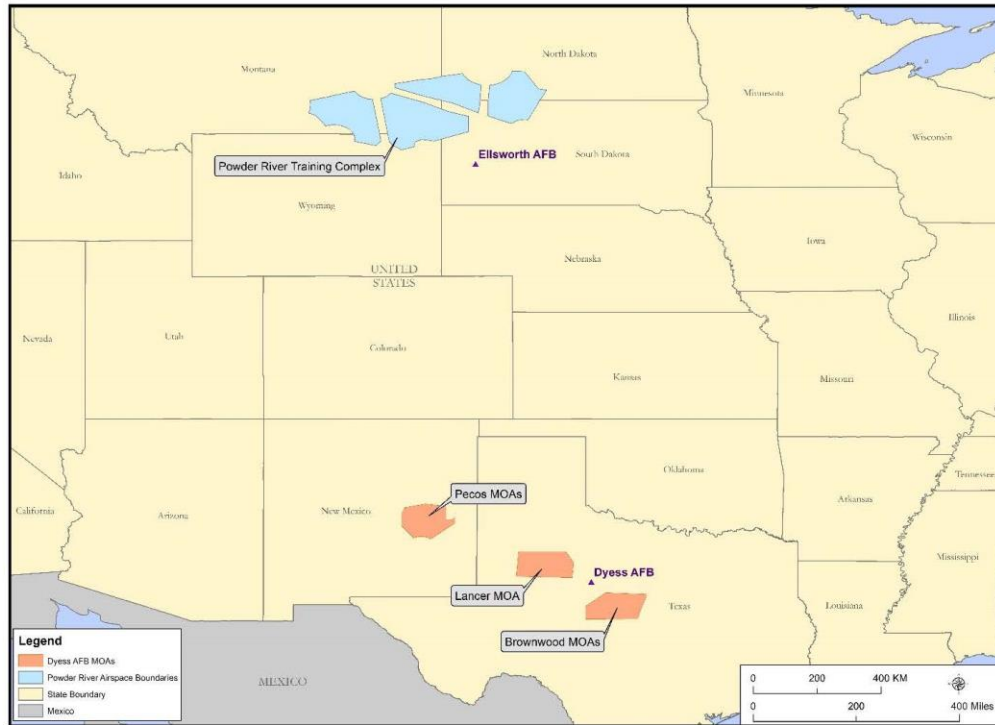 North Dakota
Montana
Minnesota
Wisconsin
Ellsworth AFB
South Dakota
Powder River Training Complex
Idaho
Wyoming
Iowa
Nebraska
UNITED
STATES
Nevada
Utah
Colorado
Illinois
Kansas
Missouri
Oklahoma
Tennessee
Pecos MOAs
California
Arizona
New Mexico
Arkansas
Mississippi
Dyess AFB
Lancer MOA
Texas
Louisiana
Brownwood MOAs
Legend
Dyess AFB MOAs
Powder River Airspace Boundaries
State Boundary
Mexico
MEXICO
0 200 400 KM
0 200 400 Miles